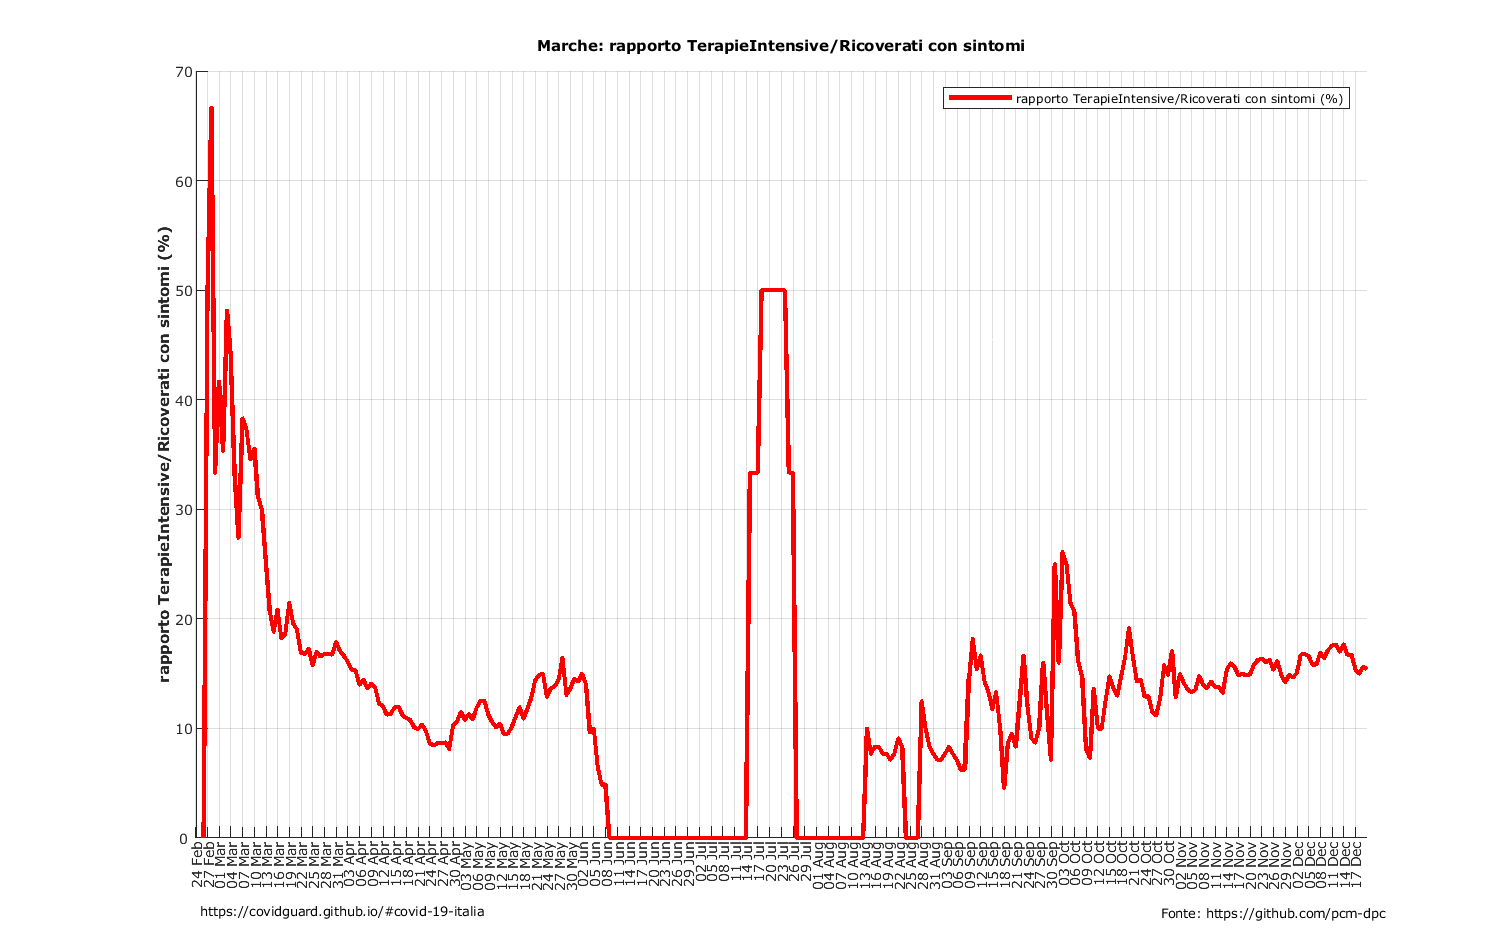 Marche: rapporto TerapieIntensive/Ricoverati con sintomi
rapporto TerapieIntensive/Ricoverati con sintomi (%)
rapporto TerapieIntensive/Ricoverati con sintomi (%)
70
60
50
40
30
20
10
0
24 Feb
27 Feb
01 Mar
04 Mar
07 Mar
10 Mar
13 Mar
16 Mar
19 Mar
22 Mar
25 Mar
28 Mar
31 Mar
03 Apr
06 Apr
09 Apr
12 Apr
15 Apr
18 Apr
21 Apr
24 Apr
27 Apr
30 Apr
03 May
06 May
09 May
12 May
15 May
18 May
21 May
24 May
27 May
30 May
02 Jun
05 Jun
08 Jun
11 Jun
14 Jun
17 Jun
20 Jun
23 Jun
26 Jun
29 Jun
02 Jul
05 Jul
08 Jul
11 Jul
14 Jul
17 Jul
20 Jul
23 Jul
26 Jul
29 Jul
01 Aug
04 Aug
07 Aug
10 Aug
13 Aug
16 Aug
19 Aug
22 Aug
25 Aug
28 Aug
31 Aug
03 Sep
06 Sep
09 Sep
12 Sep
15 Sep
18 Sep
21 Sep
24 Sep
27 Sep
30 Sep
03 Oct
06 Oct
09 Oct
12 Oct
15 Oct
18 Oct
21 Oct
24 Oct
27 Oct
30 Oct
02 Nov
05 Nov
08 Nov
11 Nov
14 Nov
17 Nov
20 Nov
23 Nov
26 Nov
29 Nov
02 Dec
05 Dec
08 Dec
11 Dec
14 Dec
17 Dec
https://covidguard.github.io/#covid-19-italia
Fonte: https://github.com/pcm-dpc